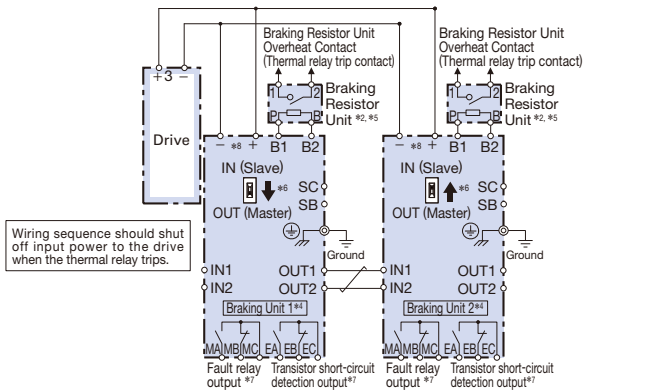 Braking Resistor Unit
Overheat Contact
(Thermal relay trip contact)
Braking Resistor Unit
Overheat Contact
(Thermal relay trip contact)
+3 −
Drive
1 2
P B
Braking
Resistor
Unit *2, *5
1 2
P B
Braking
Resistor
Unit *2, *5
− *8 + B1 B2
IN (Slave)
*6
OUT (Master)
SC
SB
Ground
IN1
IN2
OUT1
OUT2
Braking Unit 1*4
MA MB MC EA EB EC
Fault relay
output *7
Transistor short-circuit
detection output*7
− *8 + B1 B2
IN (Slave)
*6
OUT (Master)
SC
SB
Ground
IN1
IN2
OUT1
OUT2
Braking Unit 2*4
MA MB MC EA EB EC
Fault relay
output *7
Transistor short-circuit
detection output*7
Wiring sequence should shut
off input power to the drive
when the thermal relay trips.